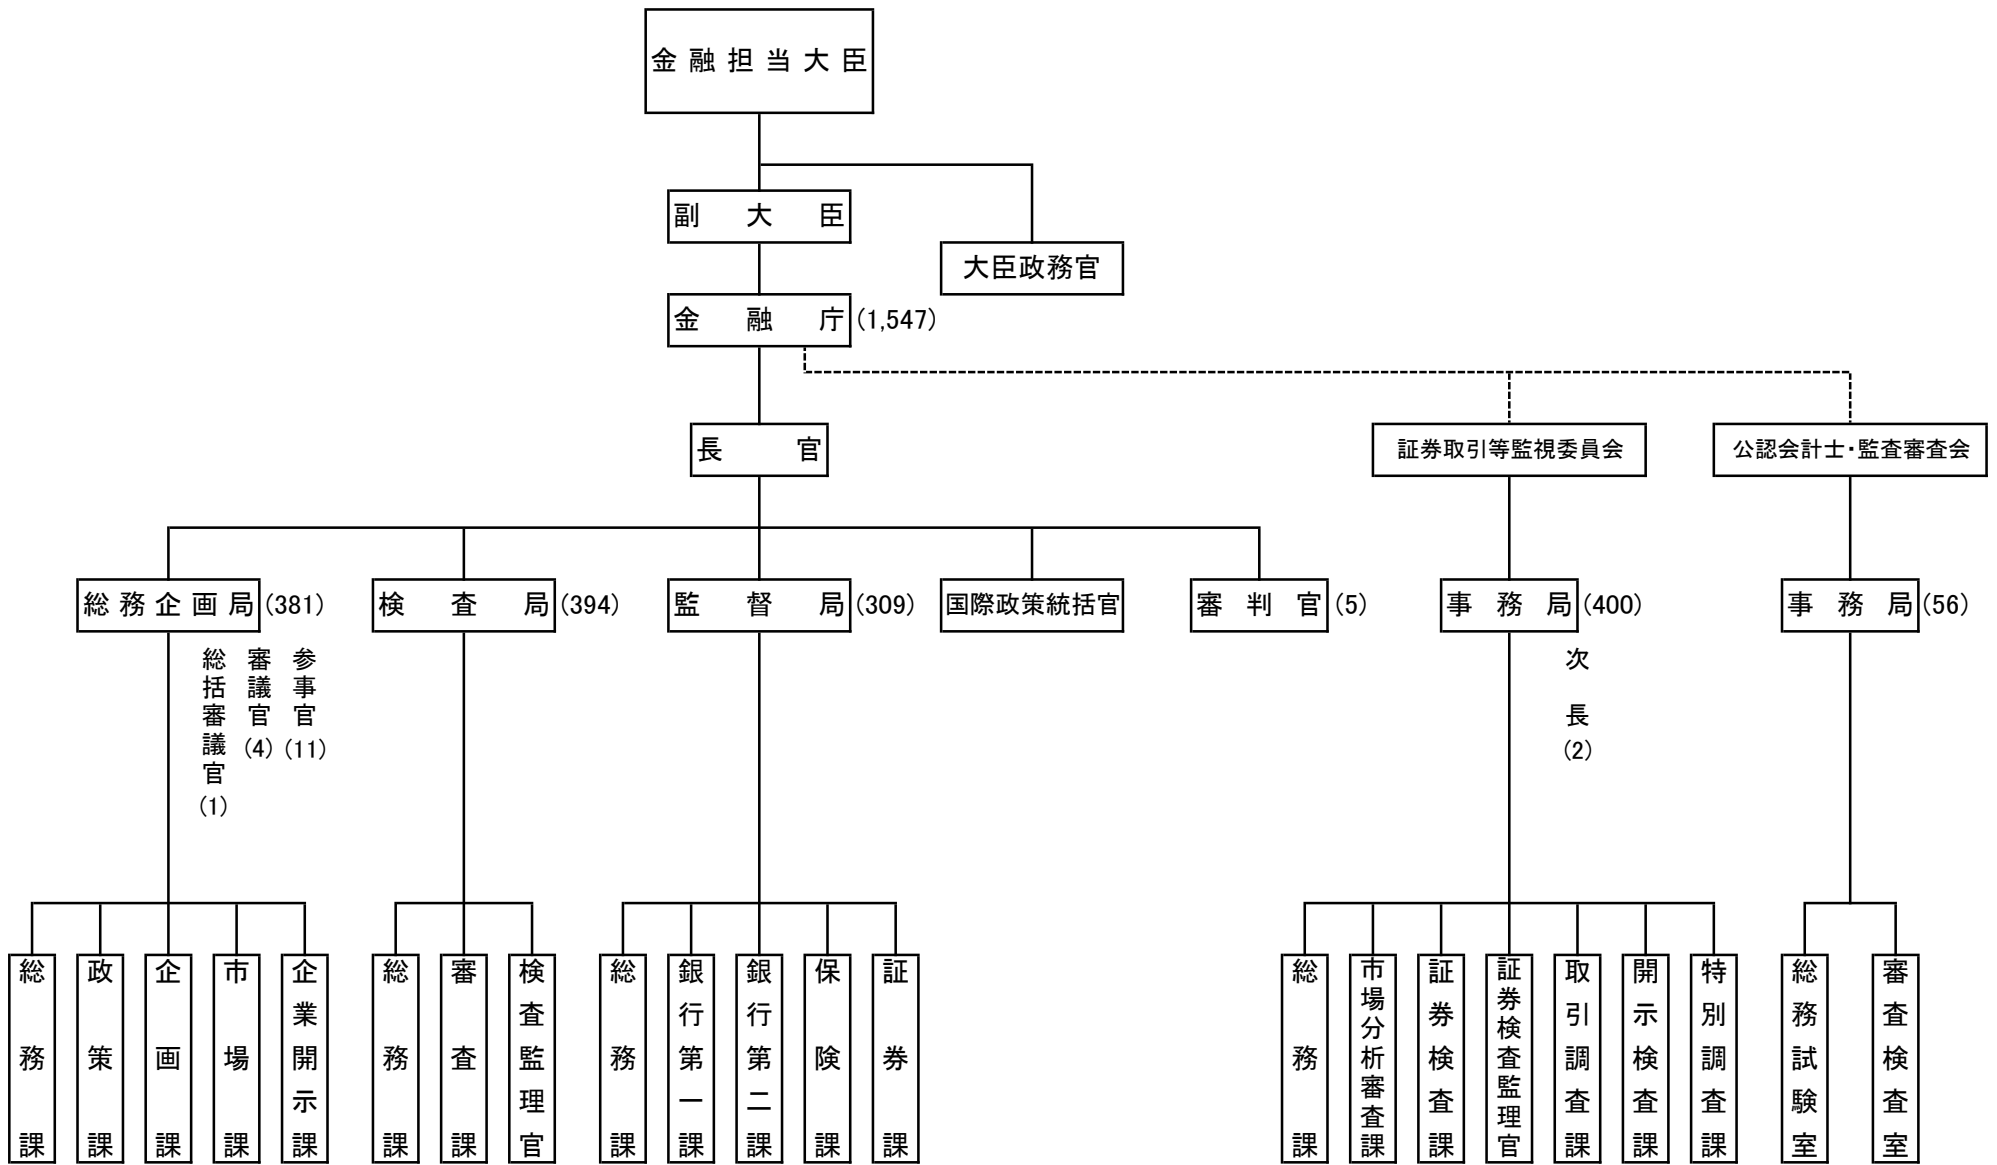 金融担当大臣
副大臣
大臣政務官
金融庁(1,547)
長官
証券取引等監視委員会
公認会計士・監査審査会
総務企画局(381)
検査局(394)
監督局(309)
国際政策統括官
審判官(5)
事務局(400)
事務局(56)
総括審議官(1)
審議官(4)
参事官(11)
次長(2)
総務課
政策課
企画課
市場課
企業開示課
総務課
審査課
検査監理官
総務課
銀行第一課
銀行第二課
保険課
証券課
総務課
市場分析審査課
証券検査課
証券検査監理官
取引調査課
開示検査課
特別調査課
総務試験室
審査検査室